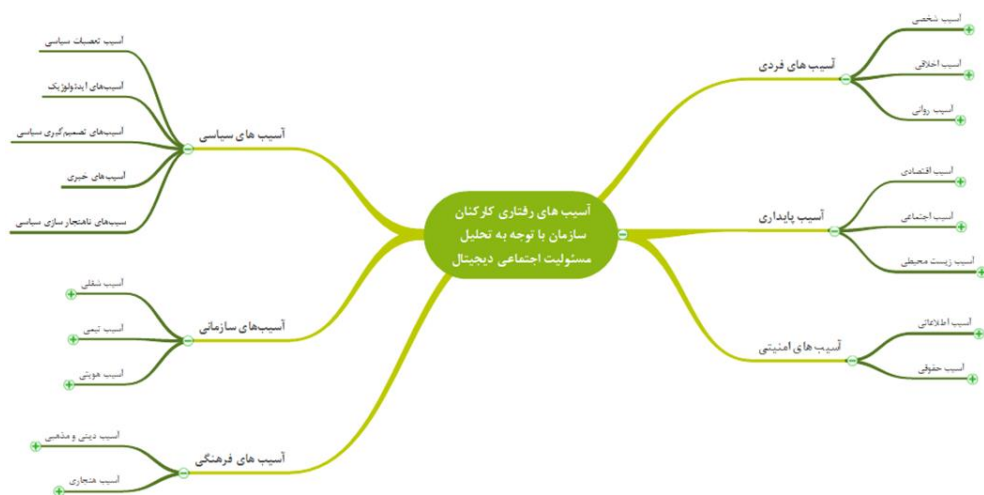 آسیب های رفتاری کارکنان
سازمان با توجه به تحلیل
مسئولیت اجتماعی دیجیتال
آسیب های فردی
آسیب شخصی
آسیب اخلاقی
آسیب روانی
آسیب پایداری
آسیب اقتصادی
آسیب اجتماعی
آسیب زیست محیطی
آسیب های امنیتی
آسیب اطلاعاتی
آسیب حقوقی
آسیب های سیاسی
آسیب تعصبات سیاسی
آسیب‌های ایدئولوژیک
آسیب‌های تصمیم‌گیری سیاسی
آسیب‌های خبری
سیب‌های ناهنجار سازی سیاسی
آسیب‌های سازمانی
آسیب شغلی
آسیب تیمی
آسیب هویتی
آسیب های فرهنگی
آسیب دینی و مذهبی
آسیب هنجاری